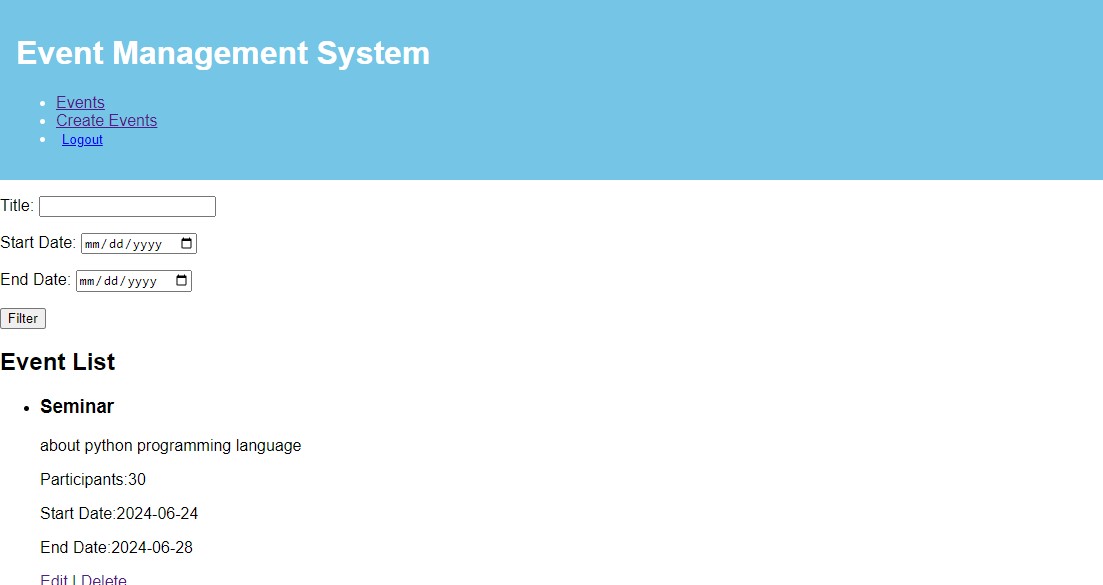 Event Management System
Events
Create Events
Logout
Title:
Start Date: mm/dd/yyyy
End Date: mm/dd/yyyy
Filter
Event List
Seminar
about python programming language
Participants:30
Start Date:2024-06-24
End Date:2024-06-28
Edit | Delete